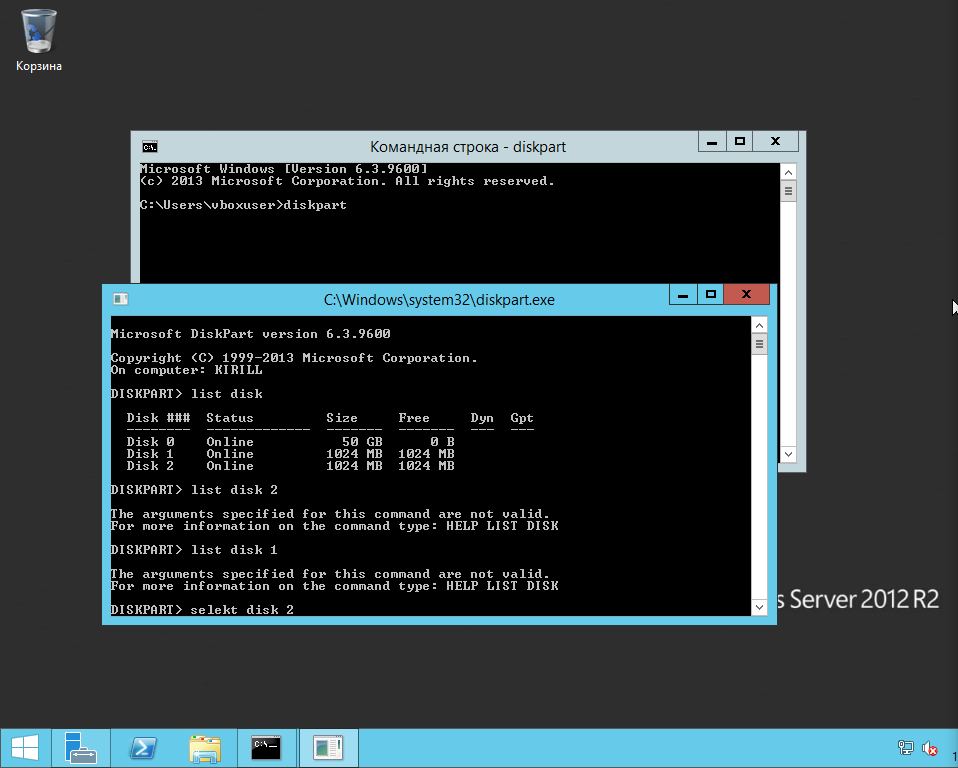 Корзина
Командная строка - diskpart
Microsoft Windows [Version 6.3.9600]
(c) 2013 Microsoft Corporation. All rights reserved.
C:\Users\vboxuser>diskpart
C:\Windows\system32\diskpart.exe
Microsoft DiskPart version 6.3.9600
Copyright (C) 1999-2013 Microsoft Corporation.
On computer: KIRILL
DISKPART> list disk
Disk ### Status Size Free Dyn Gpt
-------- ------------- ------- ------- --- ---
Disk 0 Online 50 GB 0 B
Disk 1 Online 1024 MB 1024 MB
Disk 2 Online 1024 MB 1024 MB
DISKPART> list disk 2
The arguments specified for this command are not valid.
For more information on the command type: HELP LIST DISK
DISKPART> list disk 1
The arguments specified for this command are not valid.
For more information on the command type: HELP LIST DISK
DISKPART> selekt disk 2
s Server 2012 R2